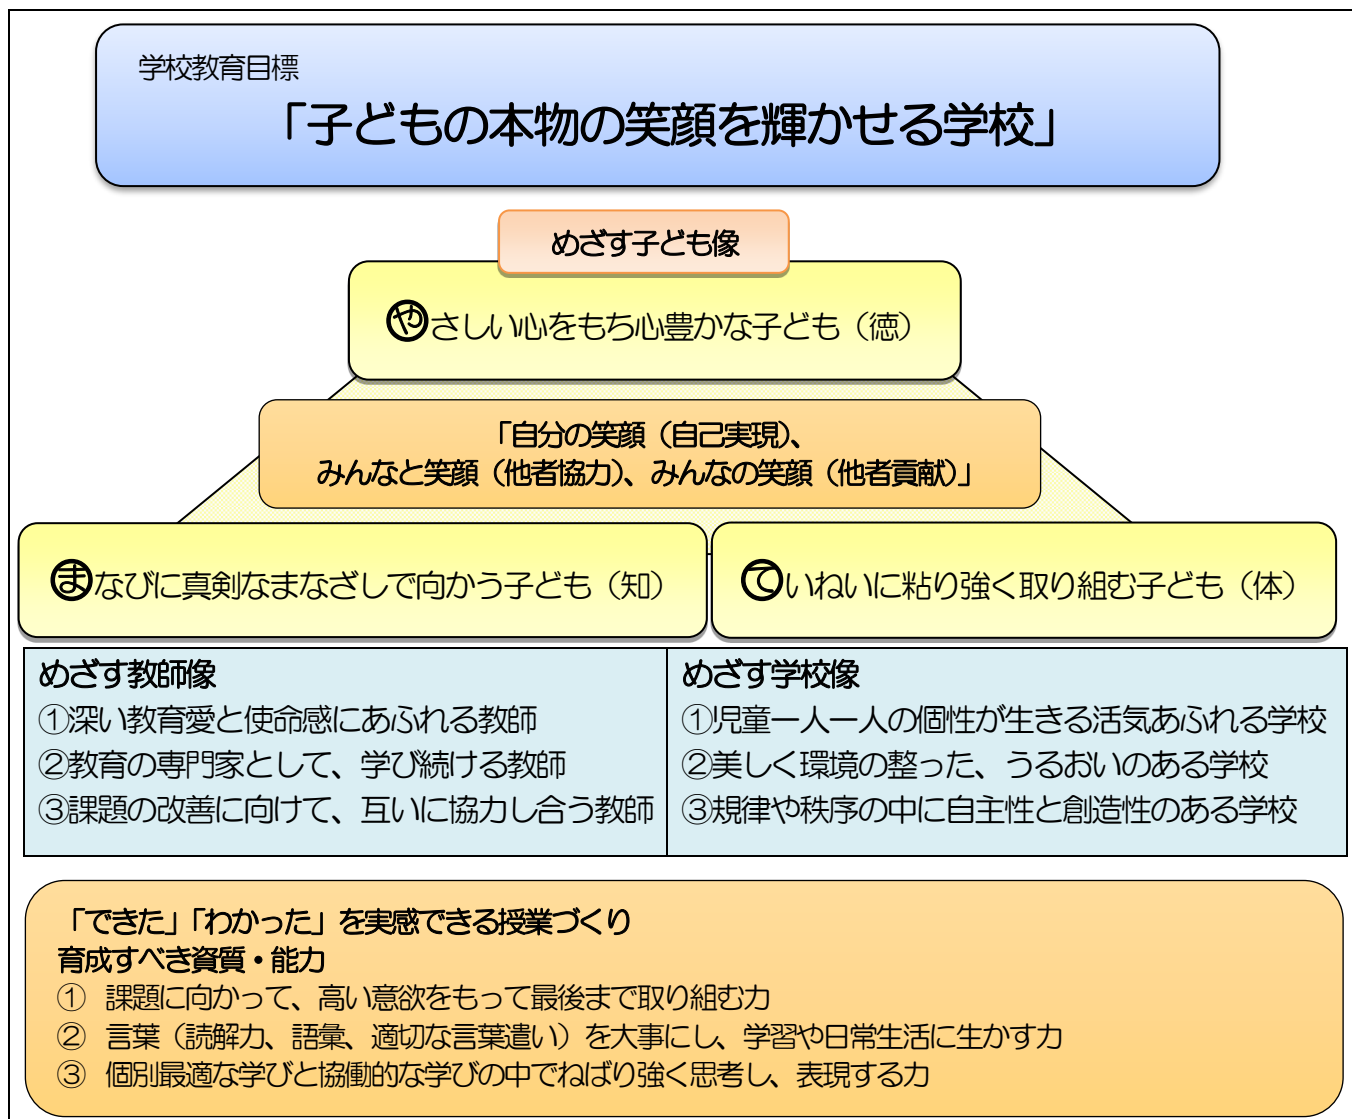 学校教育目標
「子どもの本物の笑顔を輝かせる学校」
めざす子ども像
やさしい心をもち心豊かな子ども（徳）
「自分の笑顔（自己実現）、
みんなと笑顔（他者協力）、みんなの笑顔（他者貢献）」
まなびに真剣なまなざしで向かう子ども（知）
ていねいに粘り強く取り組む子ども（体）
めざす教師像
①深い教育愛と使命感にあふれる教師
②教育の専門家として、学び続ける教師
③課題の改善に向けて、互いに協力し合う教師
めざす学校像
①児童一人一人の個性が生きる活気あふれる学校
②美しく環境の整った、うるおいのある学校
③規律や秩序の中に自主性と創造性のある学校
「できた」「わかった」を実感できる授業づくり
育成すべき資質・能力
① 課題に向かって、高い意欲をもって最後まで取り組む力
② 言葉（読解力、語彙、適切な言葉遣い）を大事にし、学習や日常生活に生かす力
③ 個別最適な学びと協働的な学びの中でねばり強く思考し、表現する力